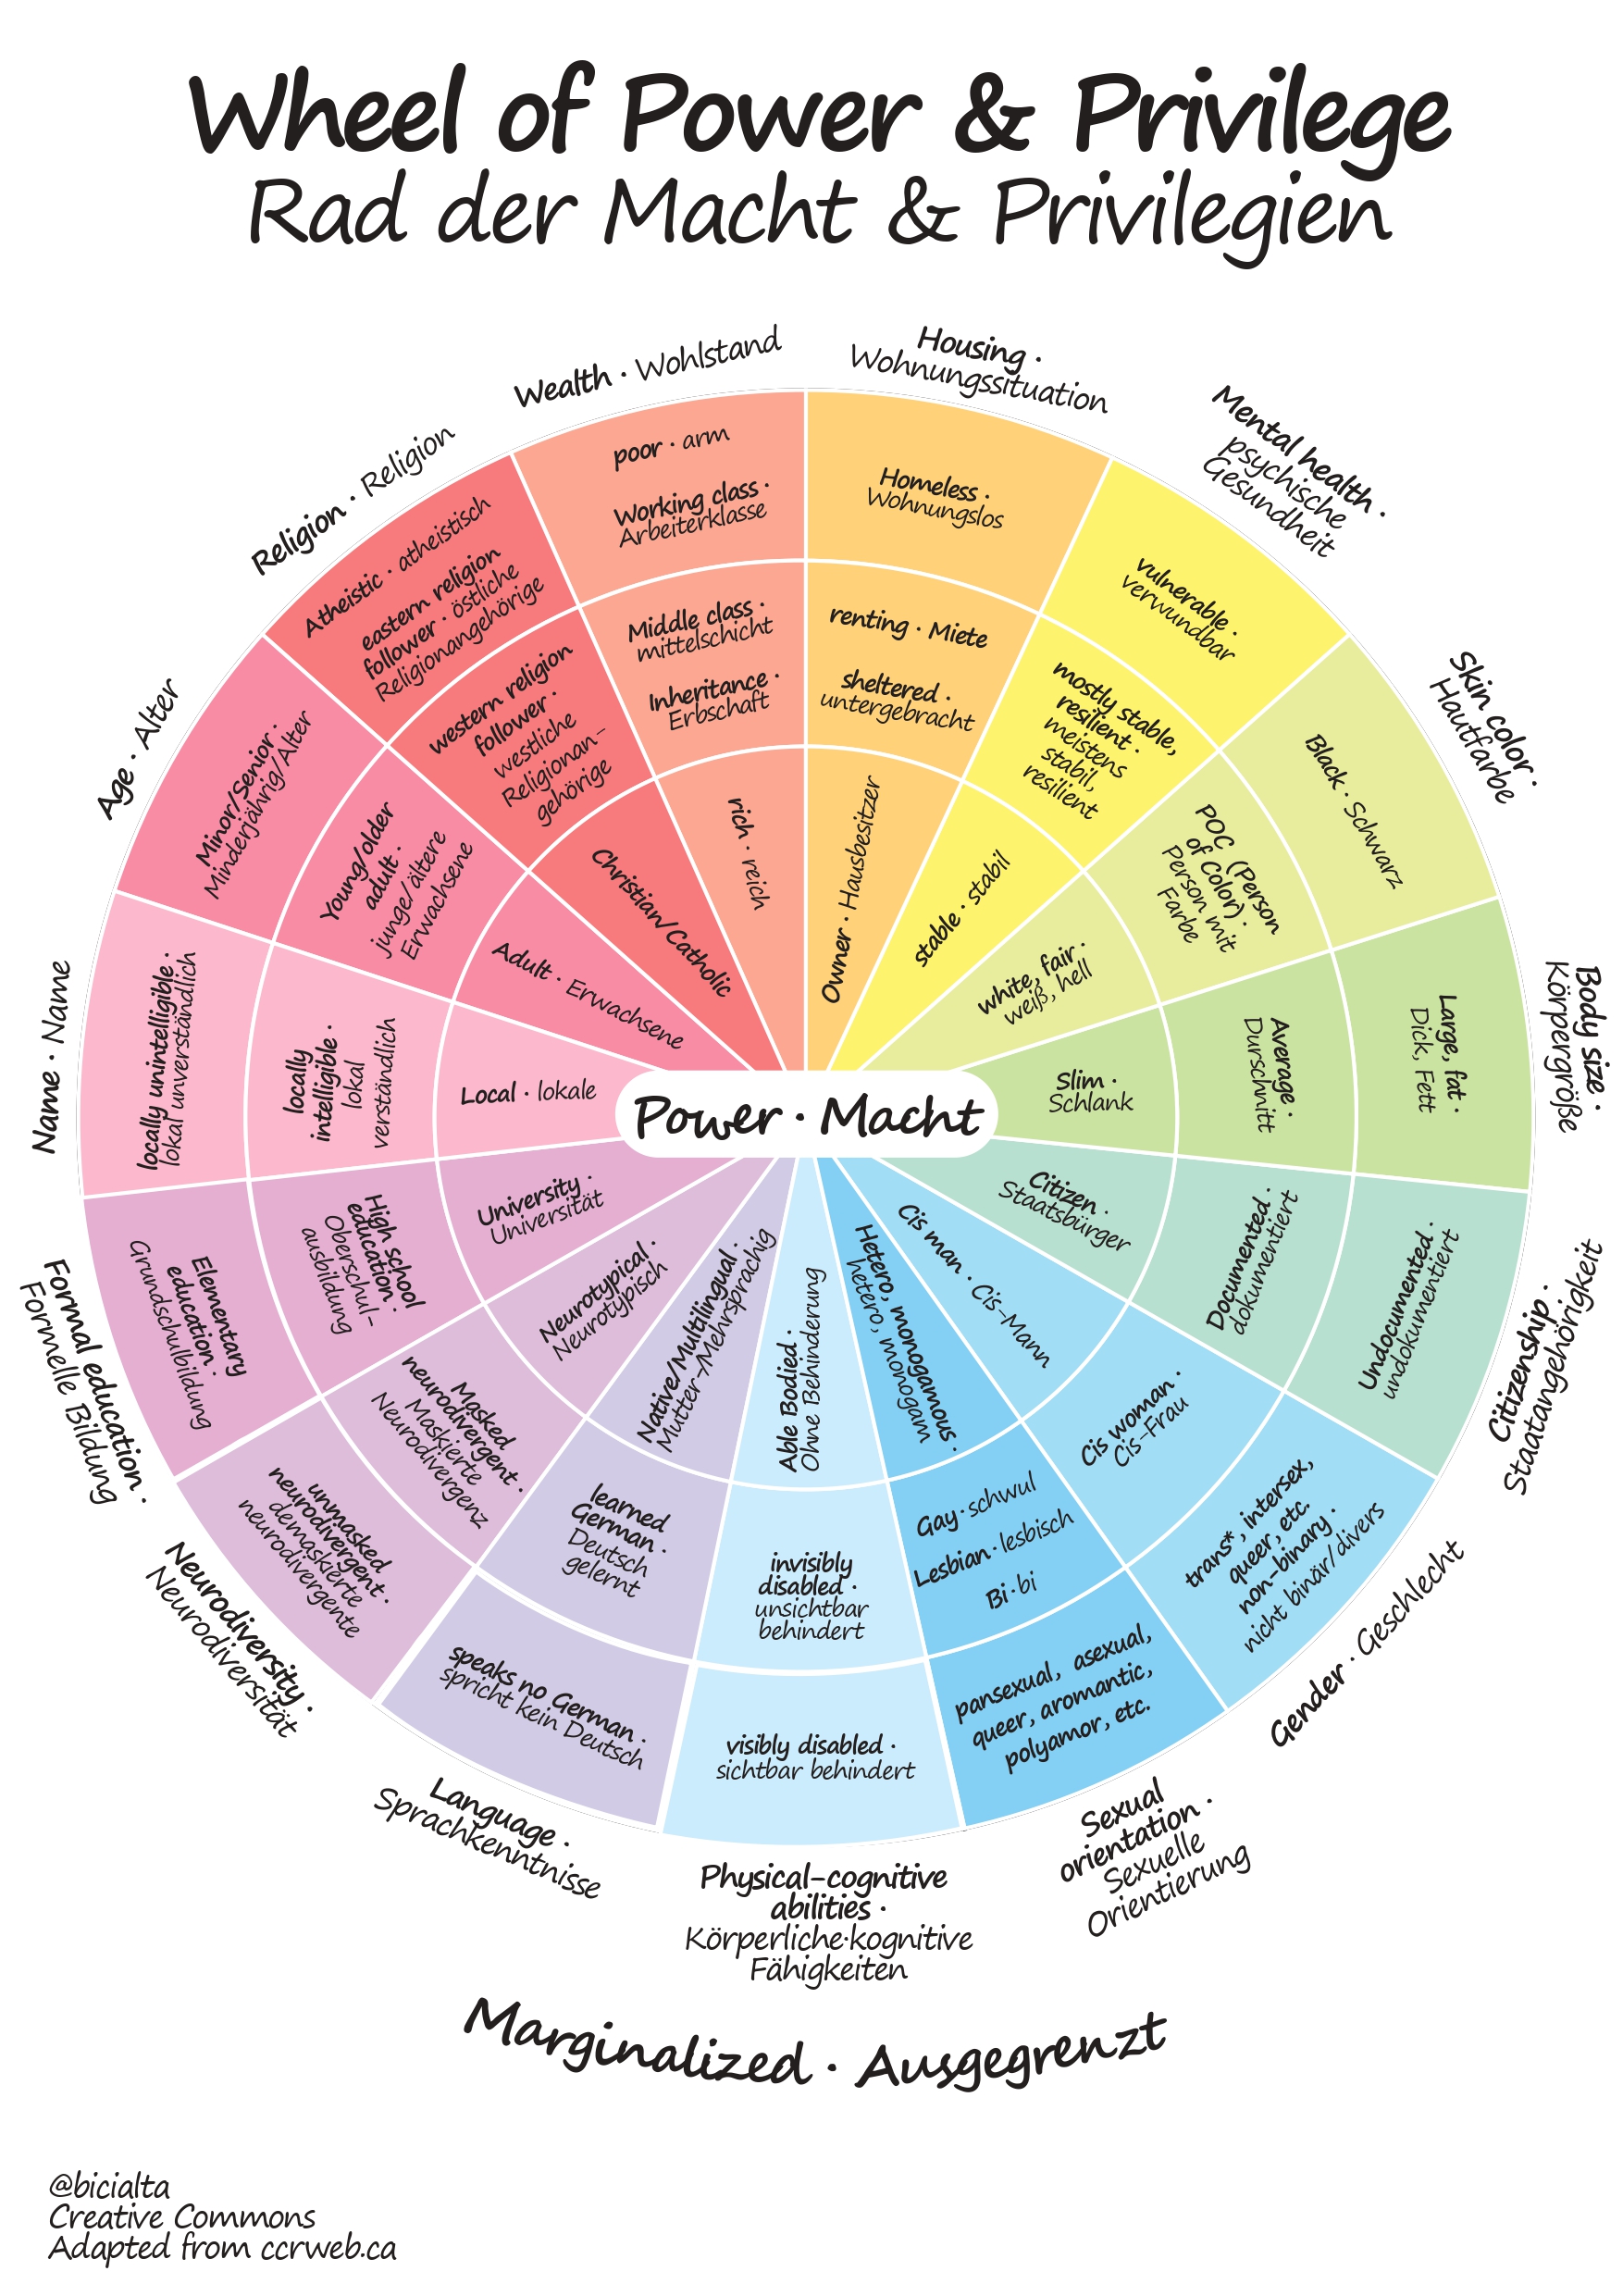 Wheel of Power & Privilege
Rad der Macht & Privilegien
Wealth · Wohlstand
poor · arm
Working class ·
Arbeiterklasse
Middle class ·
mittelschicht
Inheritance ·
Erbschaft
rich · reich
Housing ·
Wohnungssituation
Homeless ·
Wohnungslos
renting · Miete
sheltered ·
untergebracht
Owner · Hausbesitzer
Mental health ·
psychische
Gesundheit
vulnerable ·
verwundbar
mostly stable,
resilient ·
meistens
stabil,
resilient
stable · stabil
Skin color ·
Hautfarbe
Black · Schwarz
POC (Person
of Color) ·
Person mit
Farbe
white, fair ·
weiß, hell
Body size ·
Körpergröße
Large, fat ·
Dick, Fett
Average ·
Durschnitt
Slim ·
Schlank
Citizenship ·
Staatangehörigkeit
Undocumented ·
undokumentiert
Documented ·
dokumentiert
Citizen ·
Staatsbürger
Gender · Geschlecht
trans*, intersex,
queer, etc.
non-binary ·
nicht binär/divers
Cis woman ·
Cis-Frau
Cis man · Cis-Mann
Sexual
orientation ·
Sexuelle
Orientierung
pansexual, asexual,
queer, aromantic,
polyamor, etc.
Gay · schwul
Lesbian · lesbisch
Bi · bi
Hetero, monogamous ·
hetero, monogam
Physical-cognitive
abilities ·
Körperliche·kognitive
Fähigkeiten
visibly disabled ·
sichtbar behindert
invisibly
disabled ·
unsichtbar
behindert
Able Bodied ·
Ohne Behinderung
Language ·
Sprachkenntnisse
speaks no German ·
spricht kein Deutsch
learned
German ·
Deutsch
gelernt
Native/Multilingual ·
Mutter-/Mehrsprachig
Neurodiversity ·
Neurodiversität
unmasked
neurodivergent ·
demaskierte
neurodivergente
Masked
neurodivergent ·
Maskierte
Neurodivergenz
Neurotypical ·
Neurotypisch
Formal education ·
Formelle Bildung
Elementary
education ·
Grundschulbildung
High school
education ·
Oberschul-
ausbildung
University ·
Universität
Name · Name
locally unintelligible ·
lokal unverständlich
locally
intelligible ·
lokal
verständlich
Local · lokale
Age · Alter
Minor/Senior ·
Minderjährig/Alter
Young/older
adult ·
junge/ältere
Erwachsene
Adult · Erwachsene
Religion · Religion
Atheistic · atheistisch
eastern religion
follower · östliche
Religionangehörige
western religion
follower ·
westliche
Religionan-
gehörige
Christian/Catholic
Power · Macht
Marginalized · Ausgegrenzt
@bicialta
Creative Commons
Adapted from ccrweb.ca